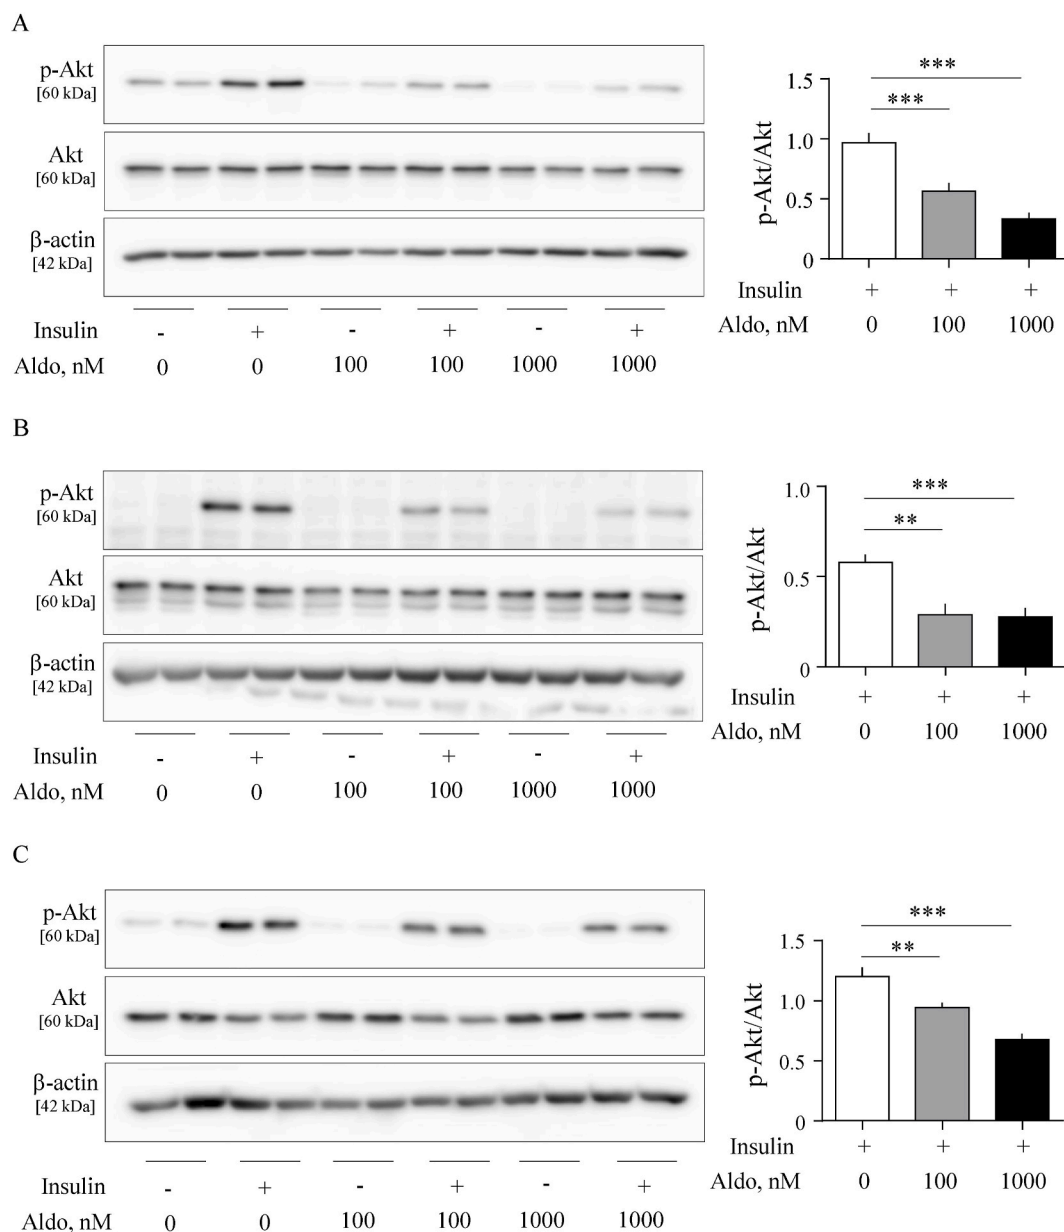 A
p-Akt
[60 kDa]
Akt
[60 kDa]
β-actin
[42 kDa]
Insulin - + - + - +
Aldo, nM 0 0 100 100 1000 1000
p-Akt/Akt
1.5
1.0
0.5
0
***
***
Insulin + + +
Aldo, nM 0 100 1000
B
p-Akt
[60 kDa]
Akt
[60 kDa]
β-actin
[42 kDa]
Insulin - + - + - +
Aldo, nM 0 0 100 100 1000 1000
p-Akt/Akt
1.0
0.5
0
***
**
Insulin + + +
Aldo, nM 0 100 1000
C
p-Akt
[60 kDa]
Akt
[60 kDa]
β-actin
[42 kDa]
Insulin - + - + - +
Aldo, nM 0 0 100 100 1000 1000
p-Akt/Akt
1.5
1.0
0.5
0
***
**
Insulin + + +
Aldo, nM 0 100 1000